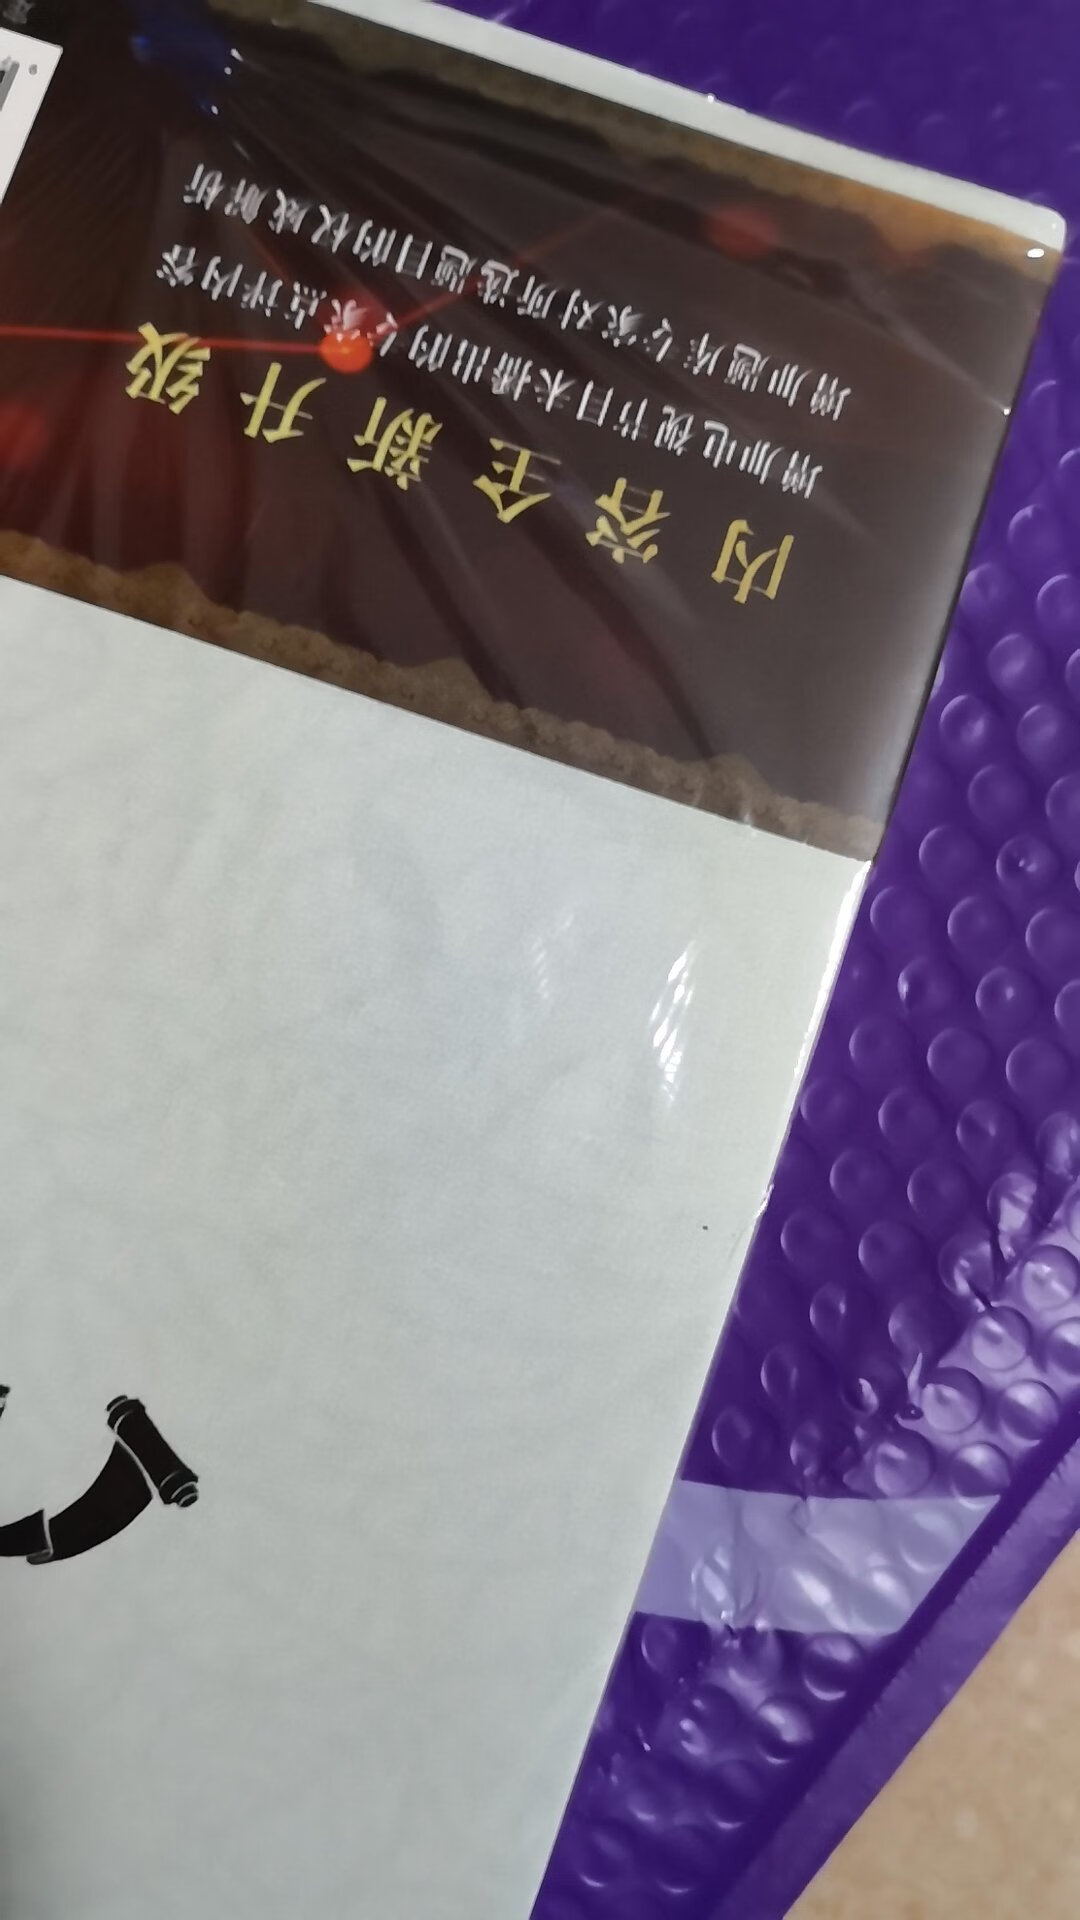 内容全新升级
增加电视节目未播出的专家点评内容
增加题库专家对所选题目的权威解析